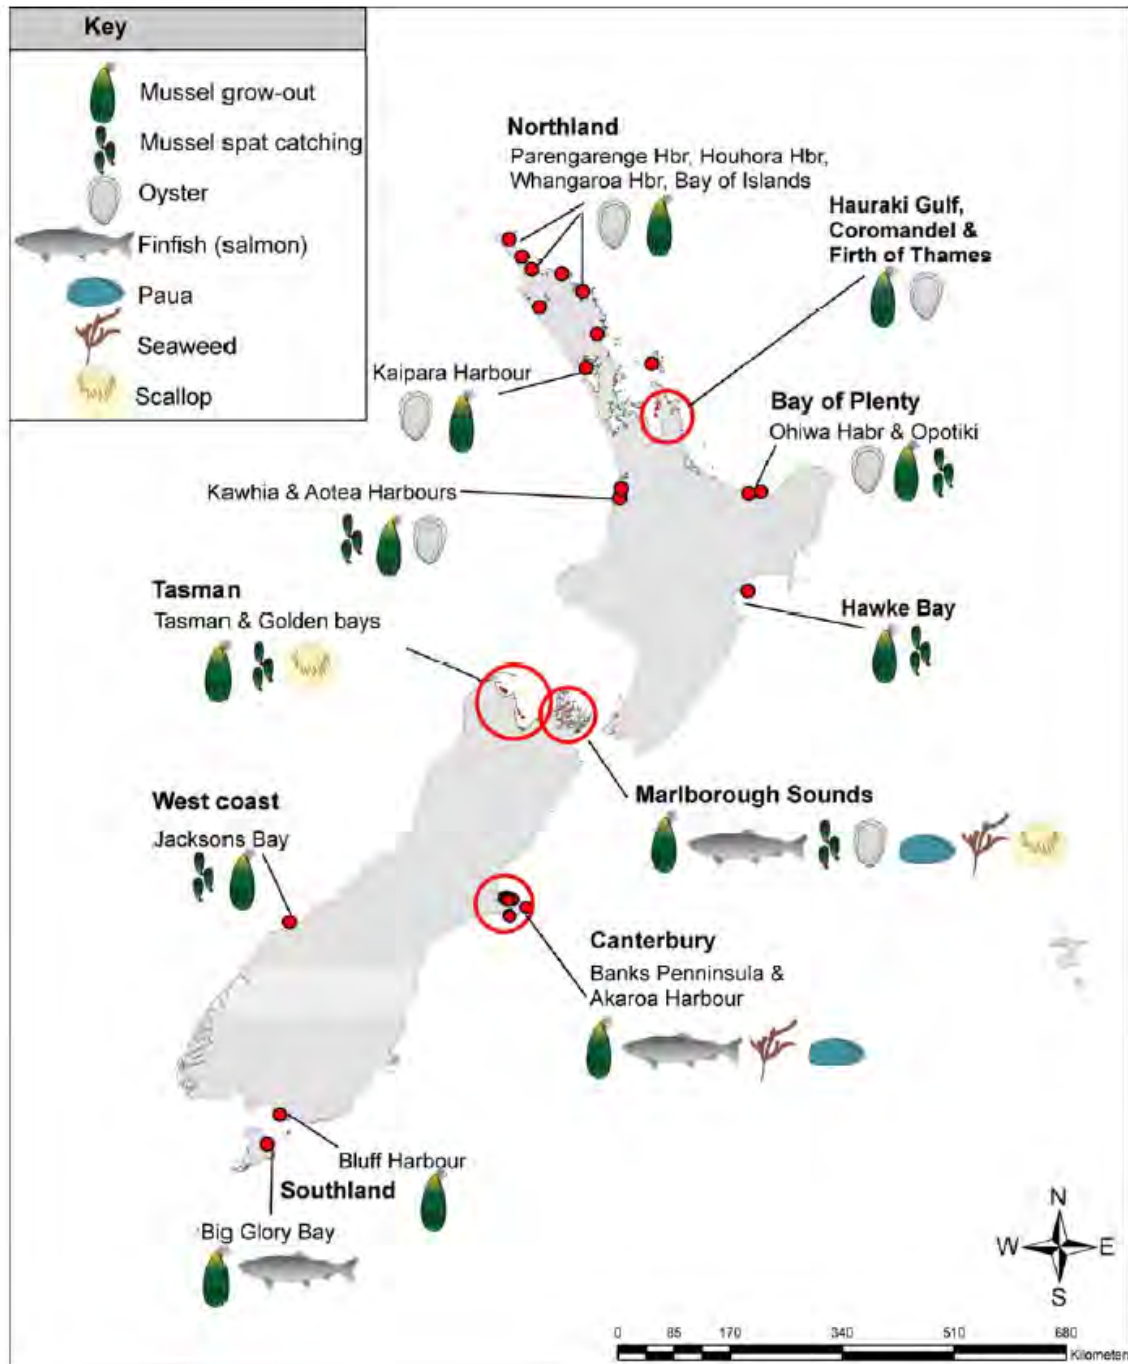 Key
Mussel grow-out
Mussel spat catching
Oyster
Finfish (salmon)
Paua
Seaweed
Scallop
Northland
Parengarenge Hbr, Houhora Hbr,
Whangaroa Hbr, Bay of Islands
Hauraki Gulf,
Coromandel &
Firth of Thames
Kaipara Harbour
Bay of Plenty
Ohiwa Habr & Opotiki
Kawhia & Aotea Harbours
Tasman
Tasman & Golden bays
Hawke Bay
Marlborough Sounds
West coast
Jacksons Bay
Canterbury
Banks Penninsula &
Akaroa Harbour
Bluff Harbour
Southland
Big Glory Bay
N
W E
S
0 85 170 340 510 680
Kilometers